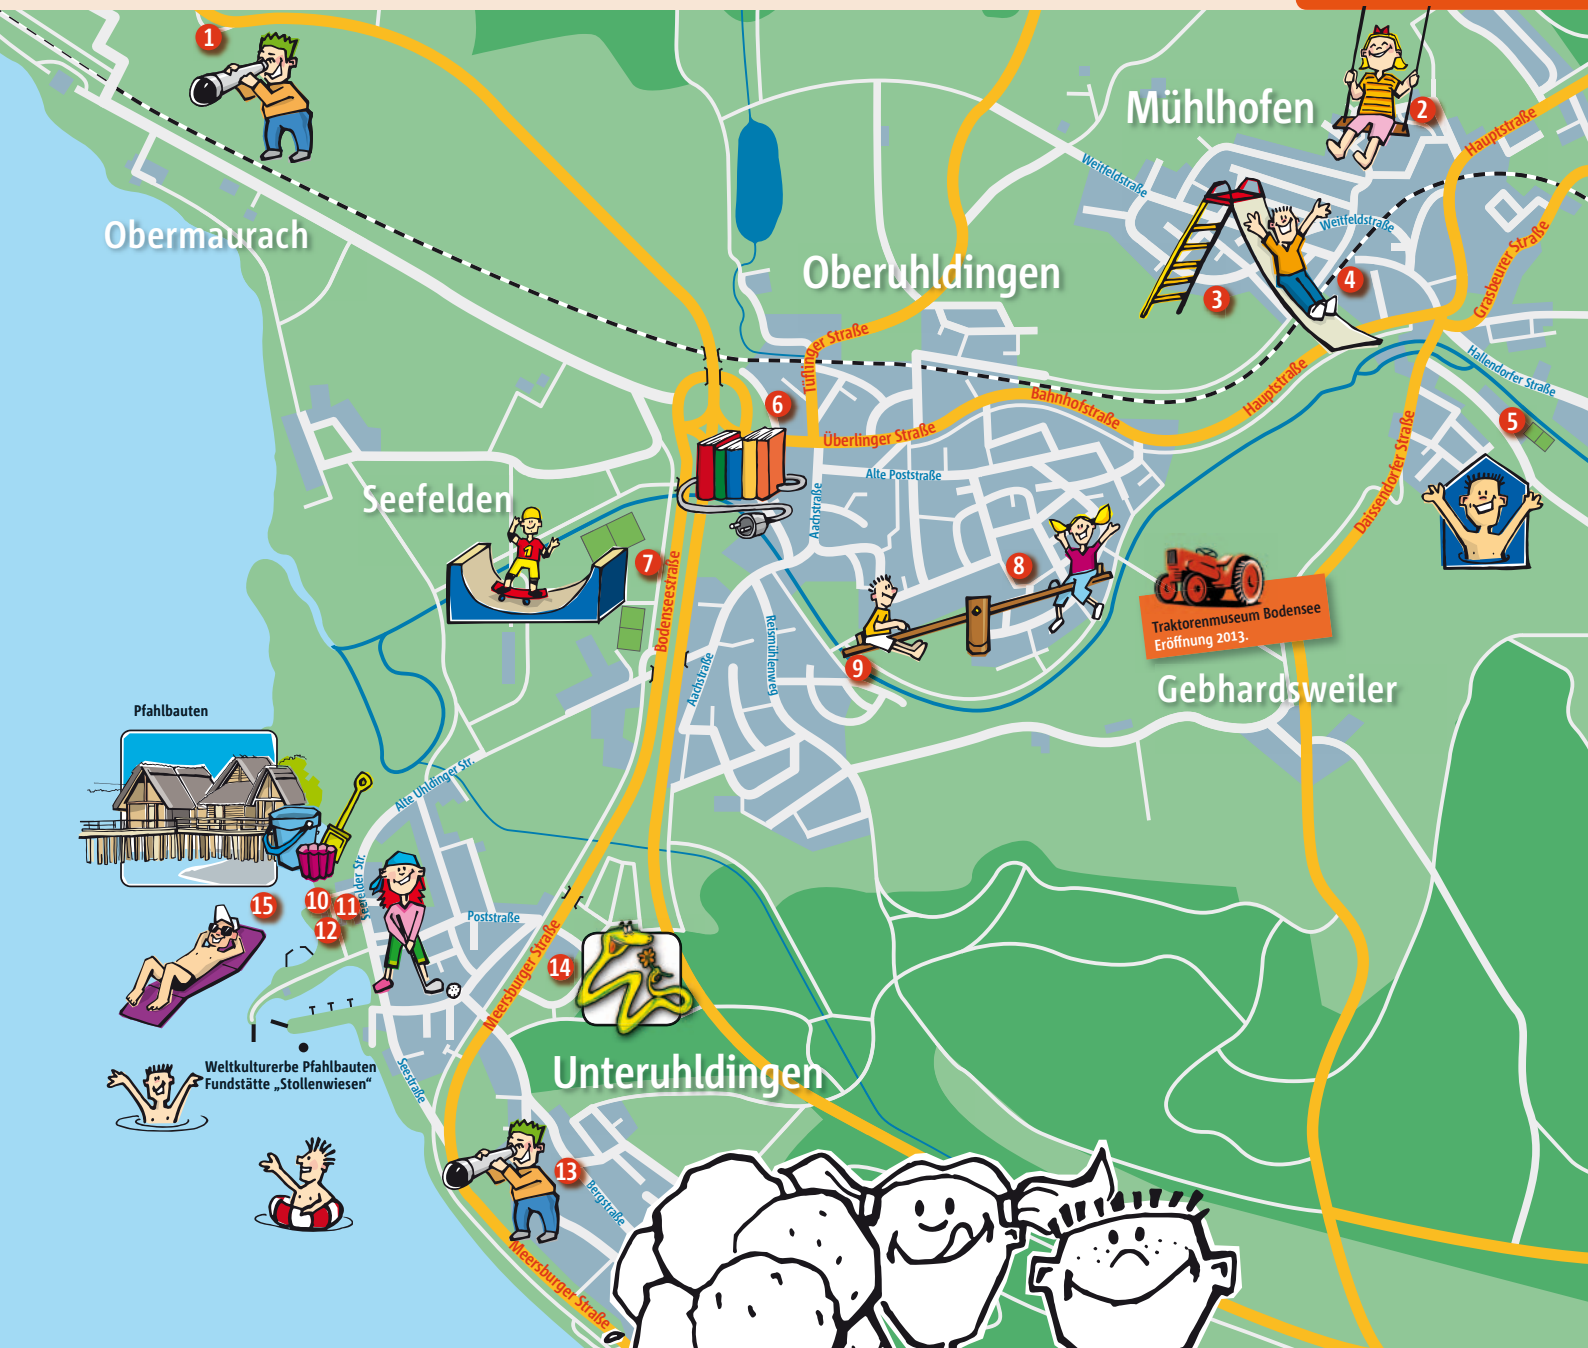 1
Mühlhofen
2
Hauptstraße
Weitfeldstraße
Weitfeldstraße
Obermaurach
Oberuhldingen
Grasbeurer Straße
3
4
Tüflinger Straße
Hallendorfer Straße
6
Bahnhofstraße
Hauptstraße
5
Überlinger Straße
Alte Poststraße
Daissendorfer Straße
Seefelden
Aachstraße
1
7
Bodenseestraße
8
Traktorenmuseum Bodensee
Eröffnung 2013.
Reismühlenweg
Aachstraße
9
Gebhardsweiler
Pfahlbauten
Alte Uhldinger Str.
Seefelder Str.
15
10
11
12
Poststraße
14
Meersburger Straße
Weltkulturerbe Pfahlbauten
Fundstätte „Stollenwiesen“
Seestraße
Unteruhldingen
13
Bergstraße
Meersburger Straße